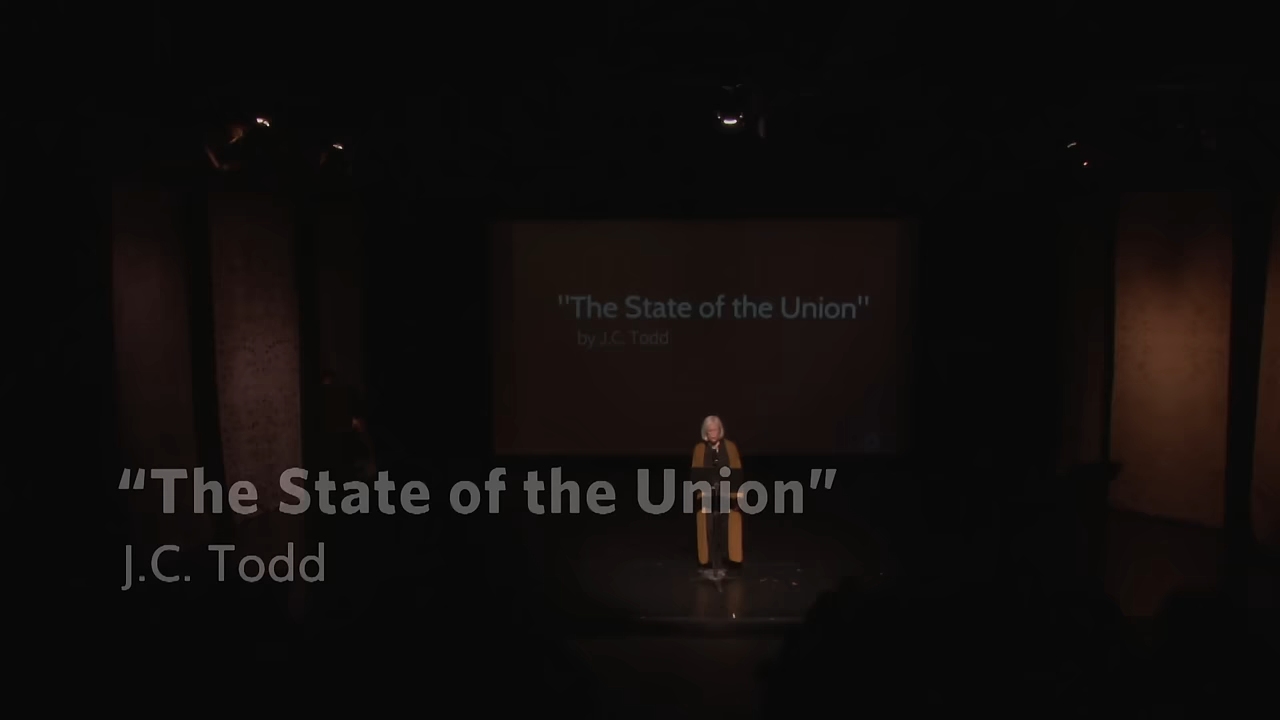 "The State of the Union"
by J.C. Todd
“The State of the Union”
J.C. Todd